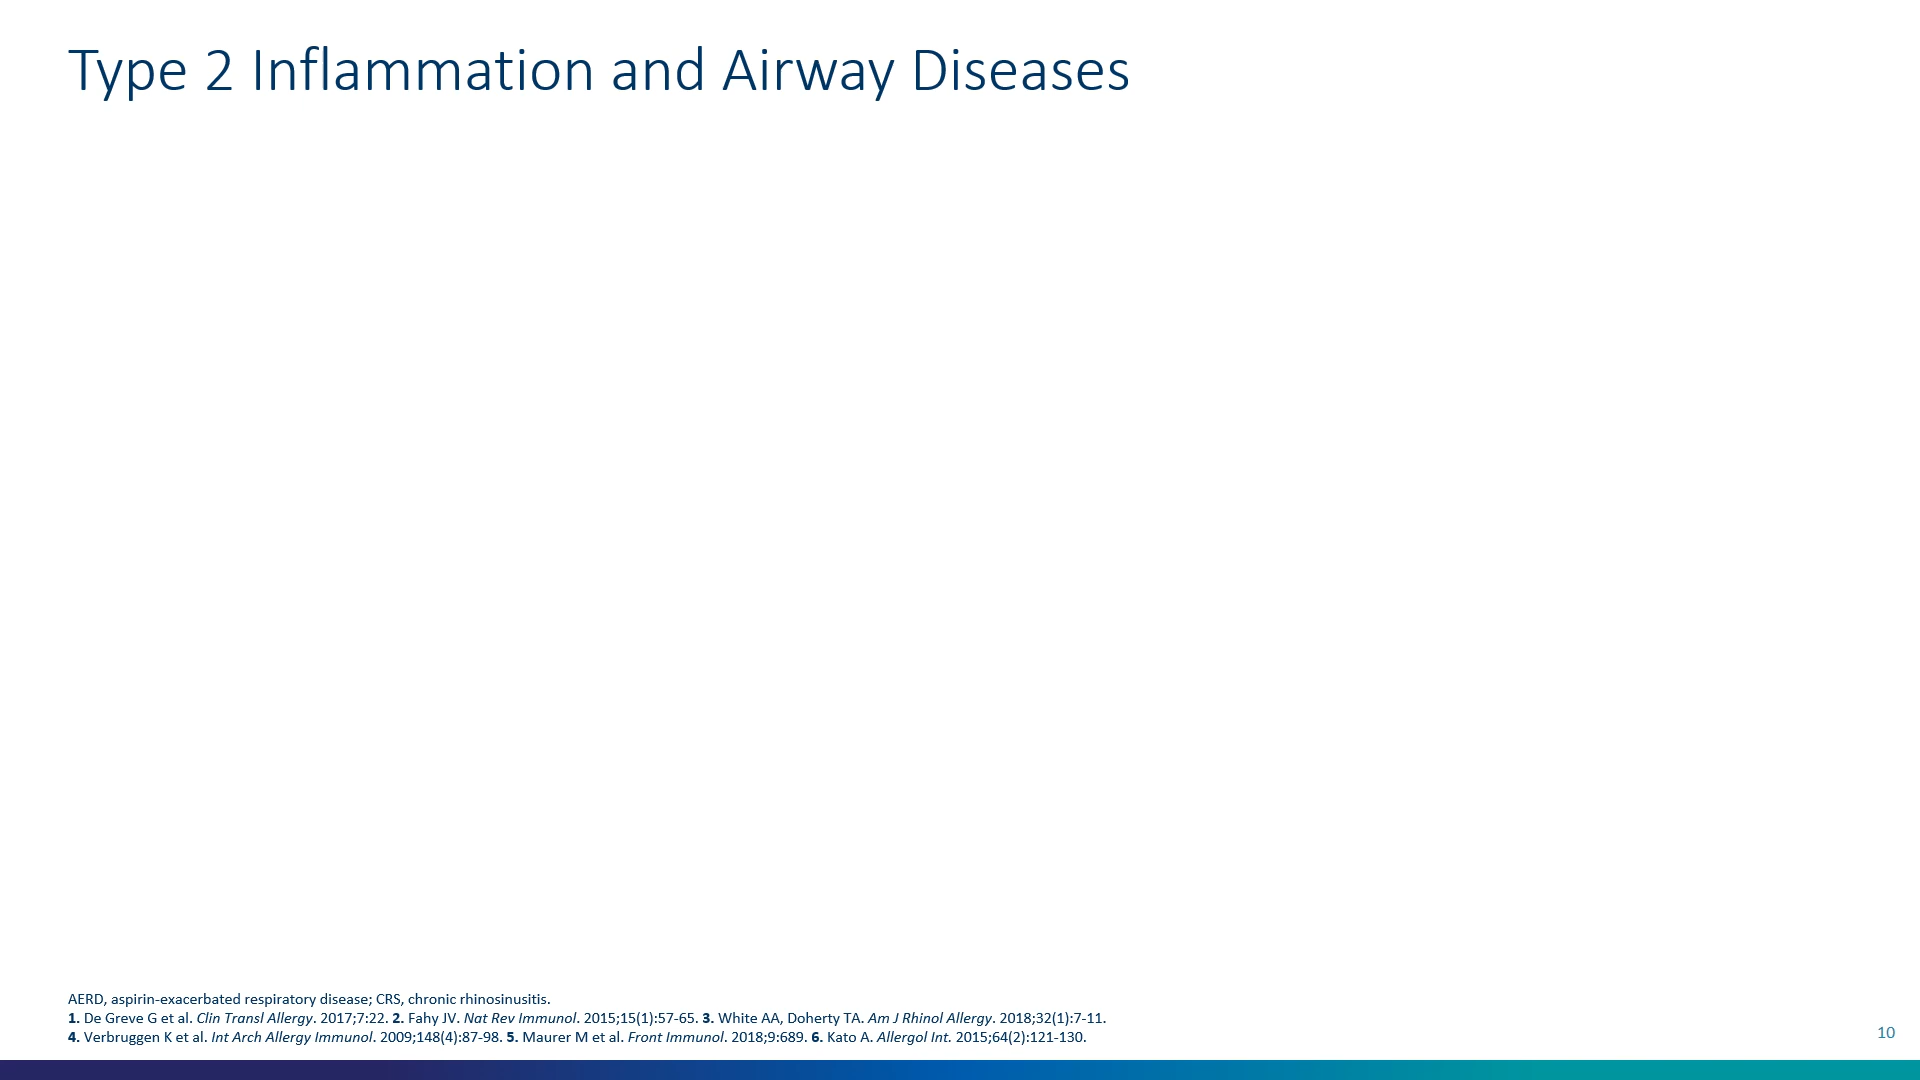 Type 2 Inflammation and Airway Diseases
AERD, aspirin-exacerbated respiratory disease; CRS, chronic rhinosinusitis.
1. De Greve G et al. Clin Transl Allergy. 2017;7:22. 2. Fahy JV. Nat Rev Immunol. 2015;15(1):57-65. 3. White AA, Doherty TA. Am J Rhinol Allergy. 2018;32(1):7-11.
4. Verbruggen K et al. Int Arch Allergy Immunol. 2009;148(4):87-98. 5. Maurer M et al. Front Immunol. 2018;9:689. 6. Kato A. Allergol Int. 2015;64(2):121-130.
10